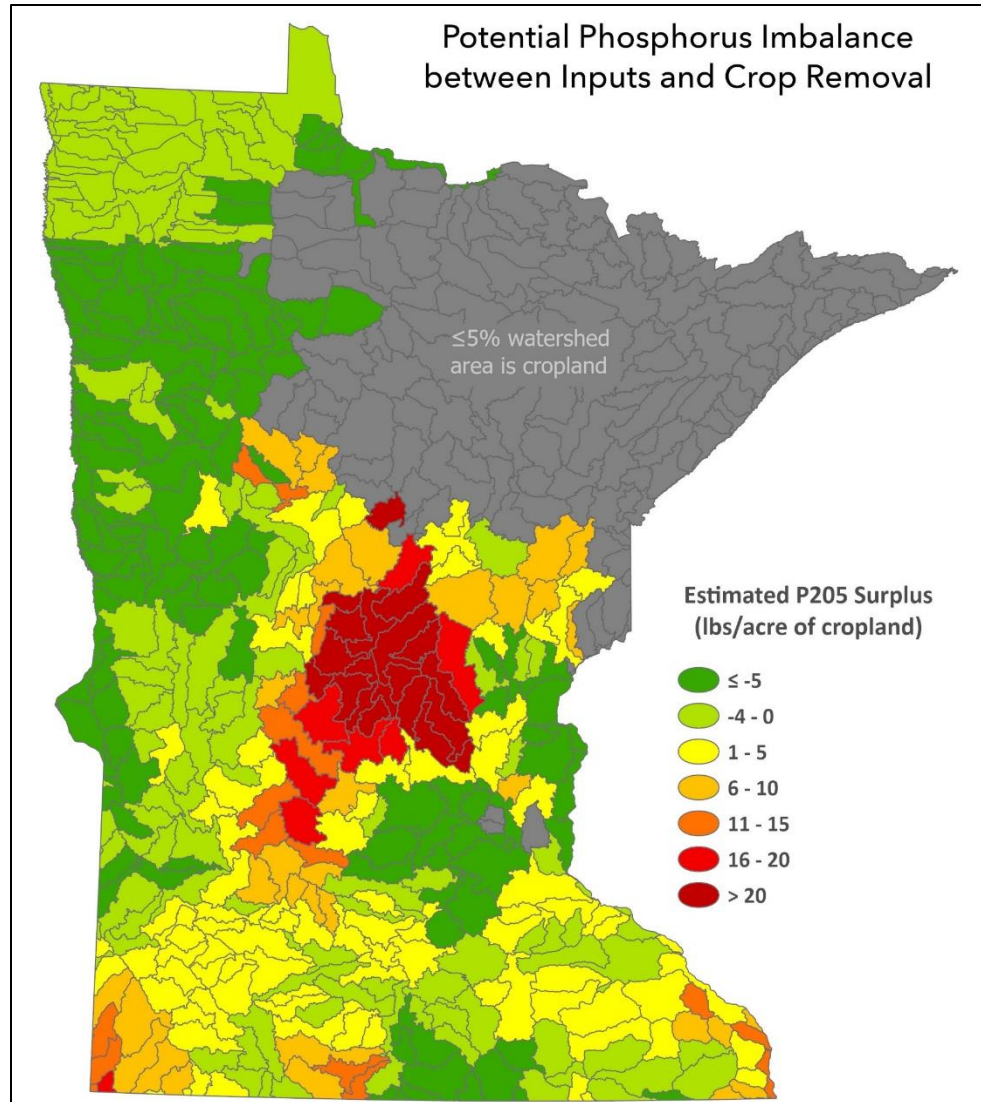 Potential Phosphorus Imbalance
between Inputs and Crop Removal
≤5% watershed
area is cropland
Estimated P205 Surplus
(lbs/acre of cropland)
≤ -5
-4 - 0
1 - 5
6 - 10
11 - 15
16 - 20
> 20